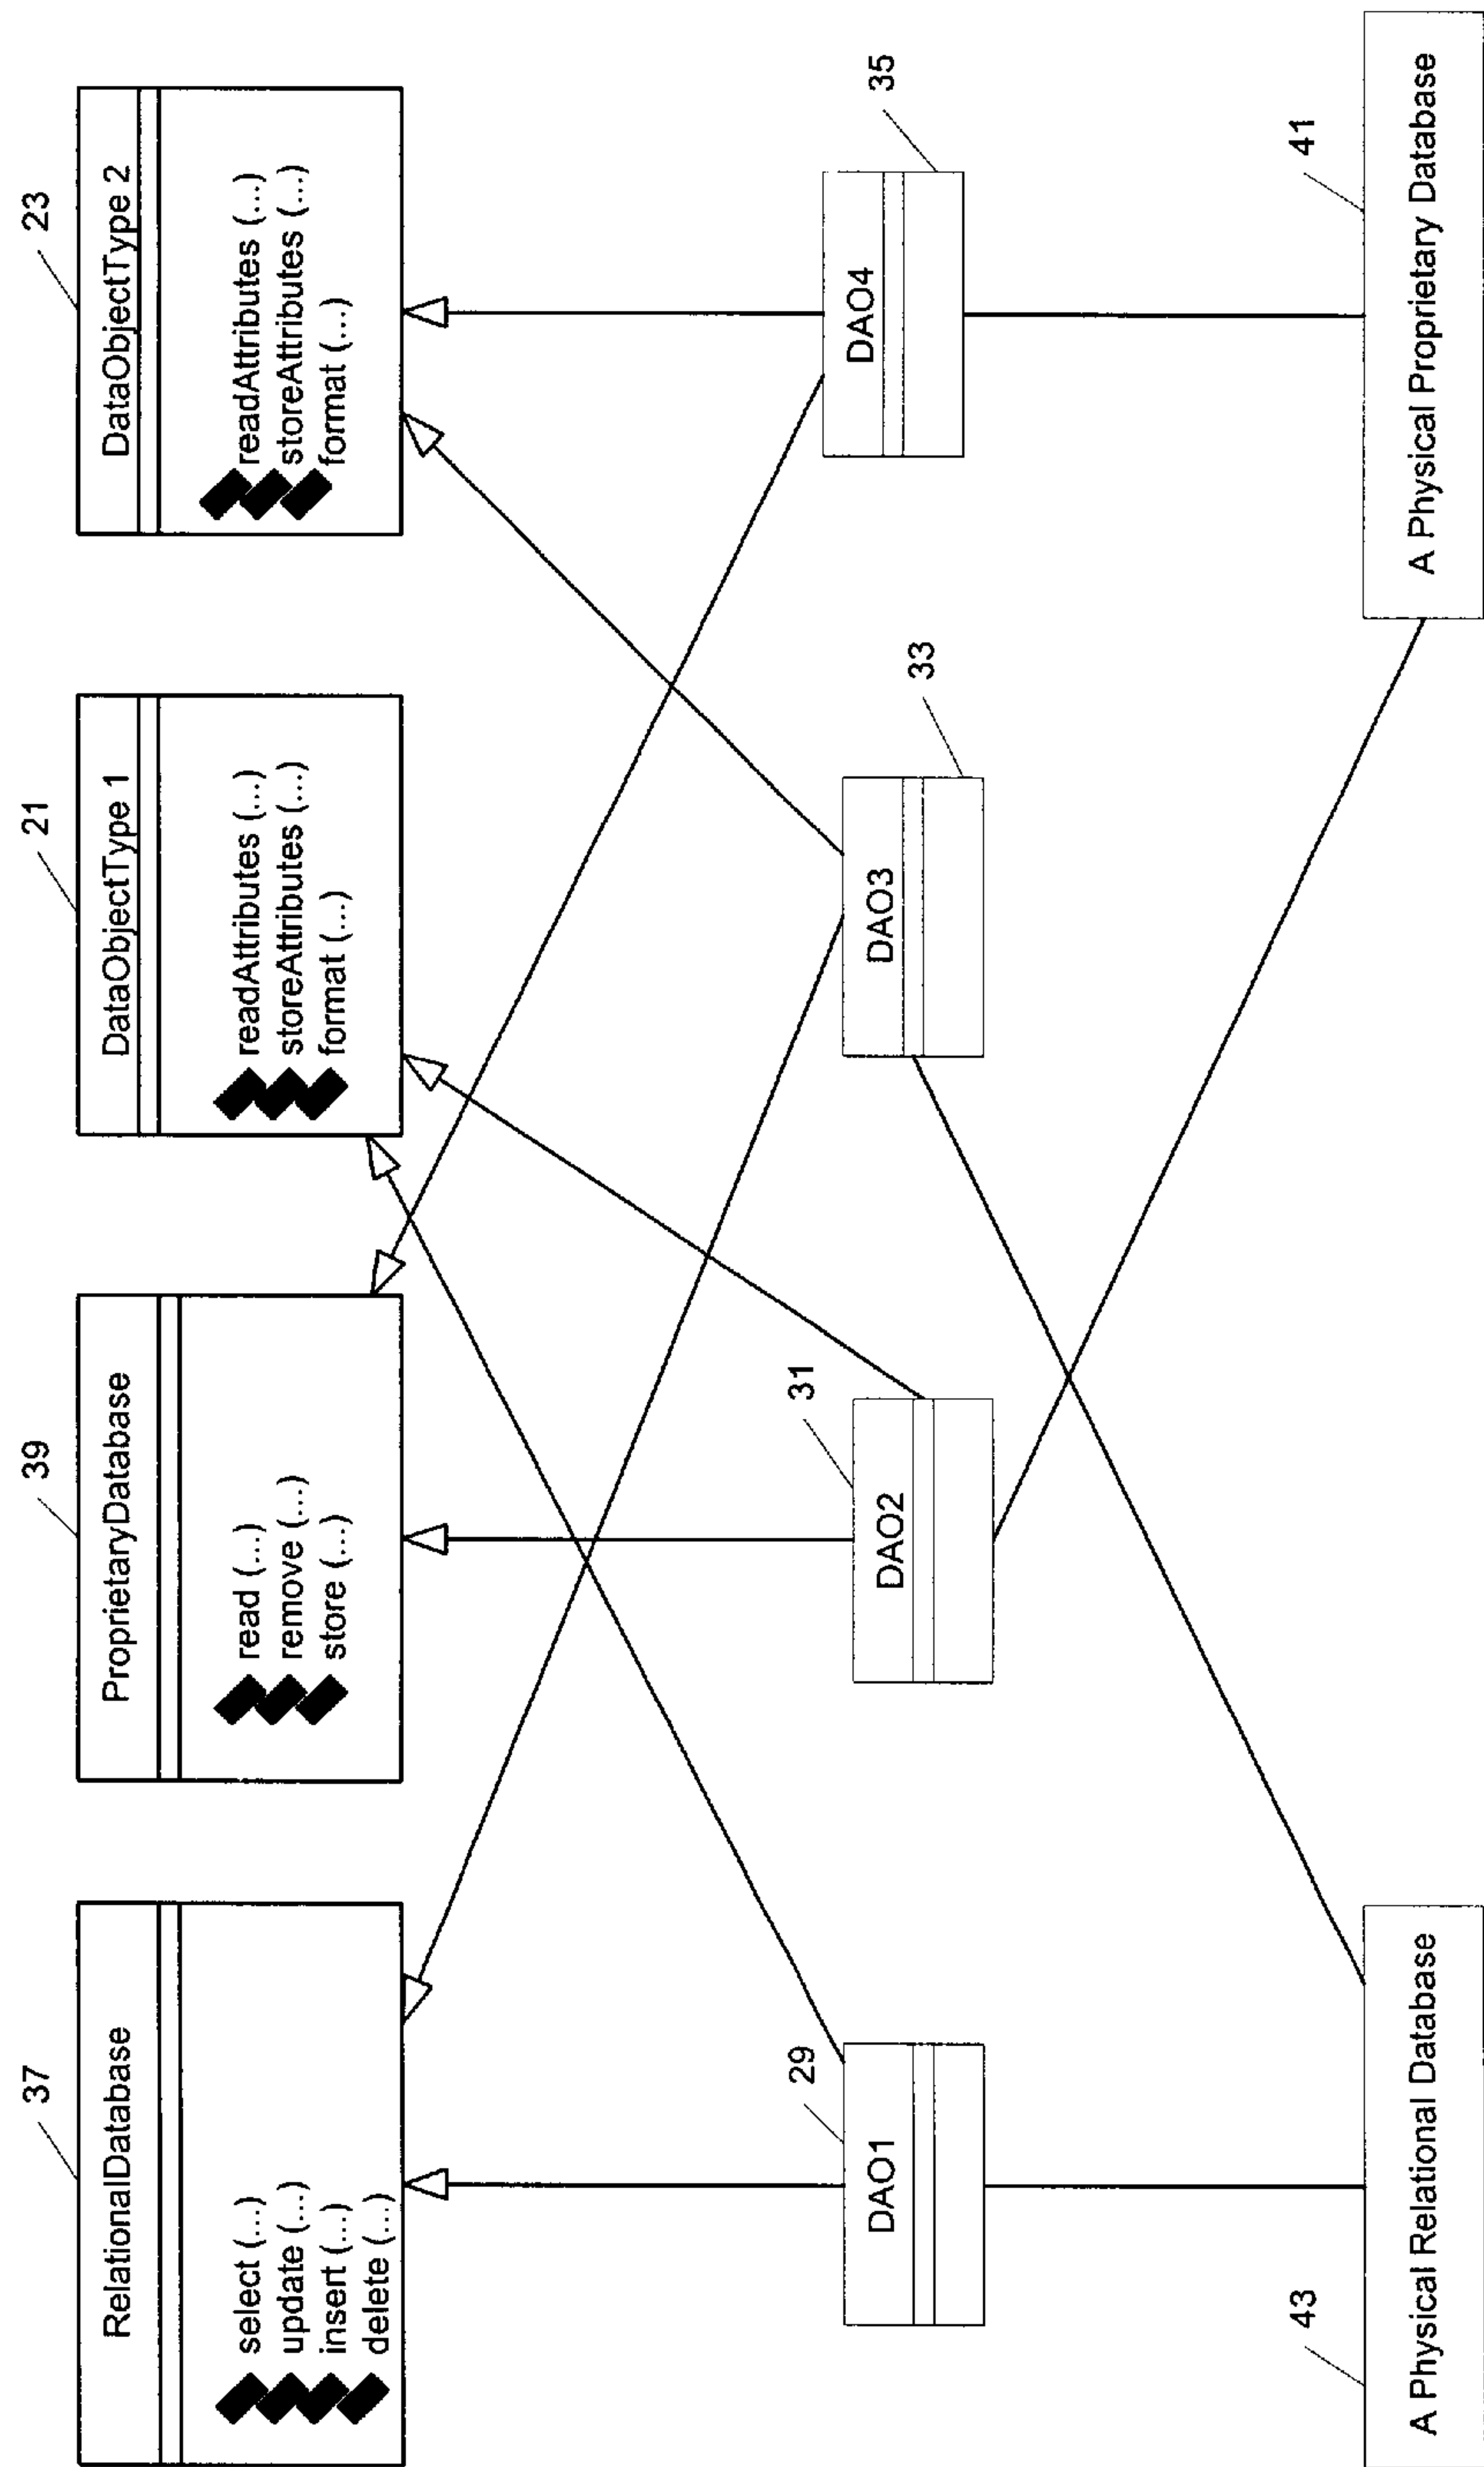 37
39
21
23
RelationalDatabase
select (...)
update (...)
insert (...)
delete (...)
ProprietaryDatabase
read (...)
remove (...)
store (...)
DataObjectType 1
readAttributes (...)
storeAttributes (...)
format (...)
DataObjectType 2
readAttributes (...)
storeAttributes (...)
format (...)
29
DAO1
31
DAO2
DAO3
33
DAO4
35
43
A Physical Relational Database
41
A Physical Proprietary Database